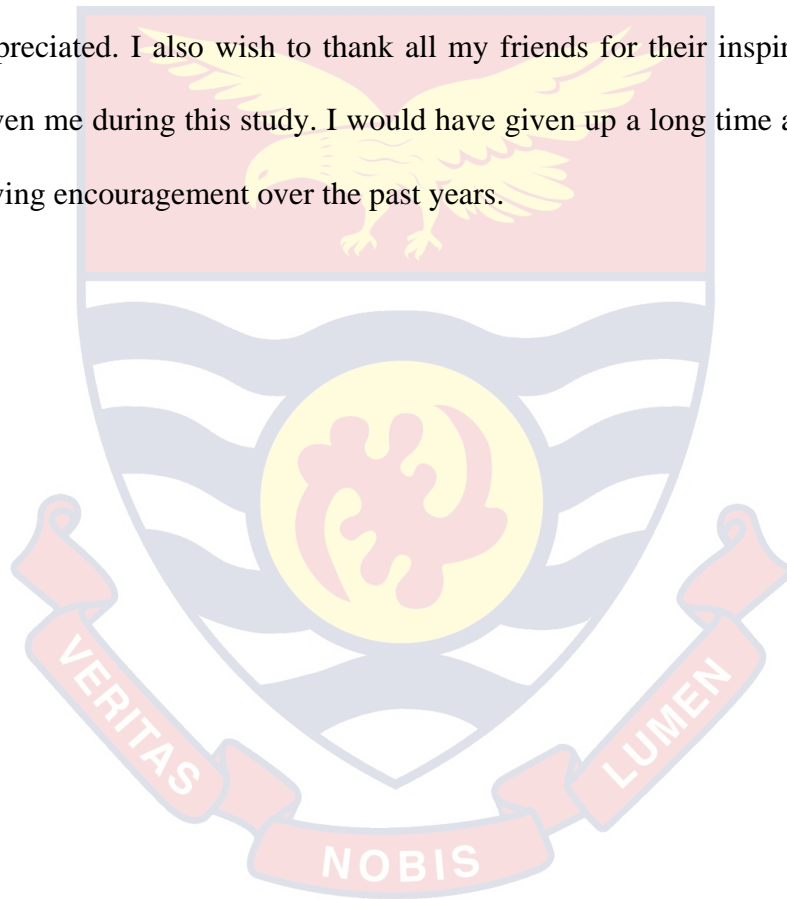 preciated. I also wish to thank all my friends for their inspir
ven me during this study. I would have given up a long time a
ving encouragement over the past years.
VERITAS
NOBIS
LUMEN